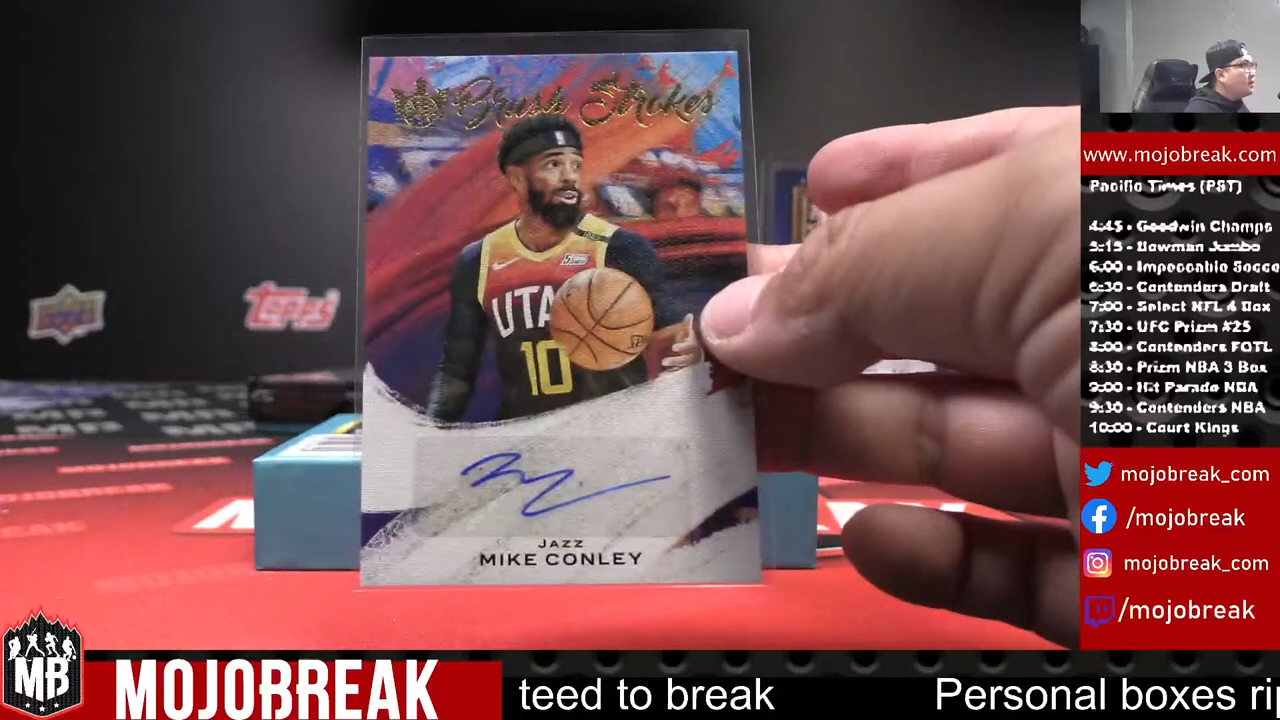 Brush Strokes
UTA
10
JAZZ
MIKE CONLEY
Topps
www.mojobreak.com
Pacific Times (PST)
4:45 - Goodwin Champs
5:15 - Bowman Jumbo
6:00 - Impeccable Socce
6:30 - Contenders Draft
7:00 - Select NFL 4 Box
7:30 - UFC Prizm #25
8:00 - Contenders FOTL
8:30 - Prizm NBA 3 Box
9:00 - Hit Parade NBA
9:30 - Contenders NBA
10:00 - Court Kings
mojobreak_com
/mojobreak
mojobreak_com
/mojobreak
MB
MOJOBREAK
teed to break
Personal boxes rip